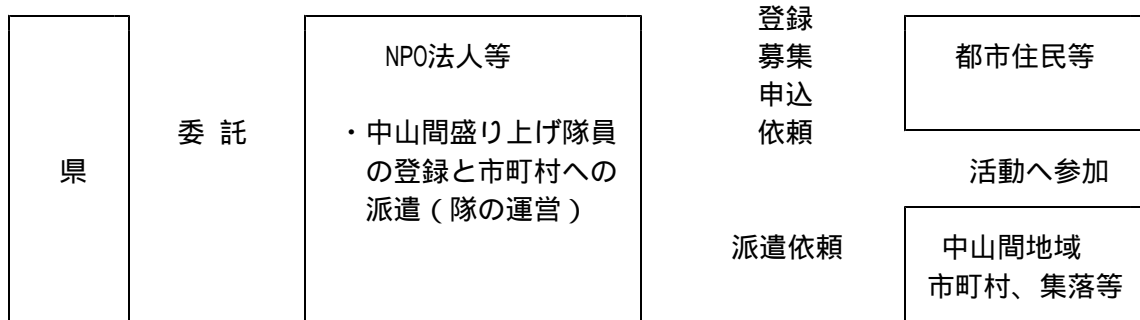 県
委 託
NPO法人等
・中山間盛り上げ隊員
の登録と市町村への
派遣(隊の運営)
登録
募集
申込
依頼
派遣依頼
都市住民等
活動へ参加
中山間地域
市町村、集落等